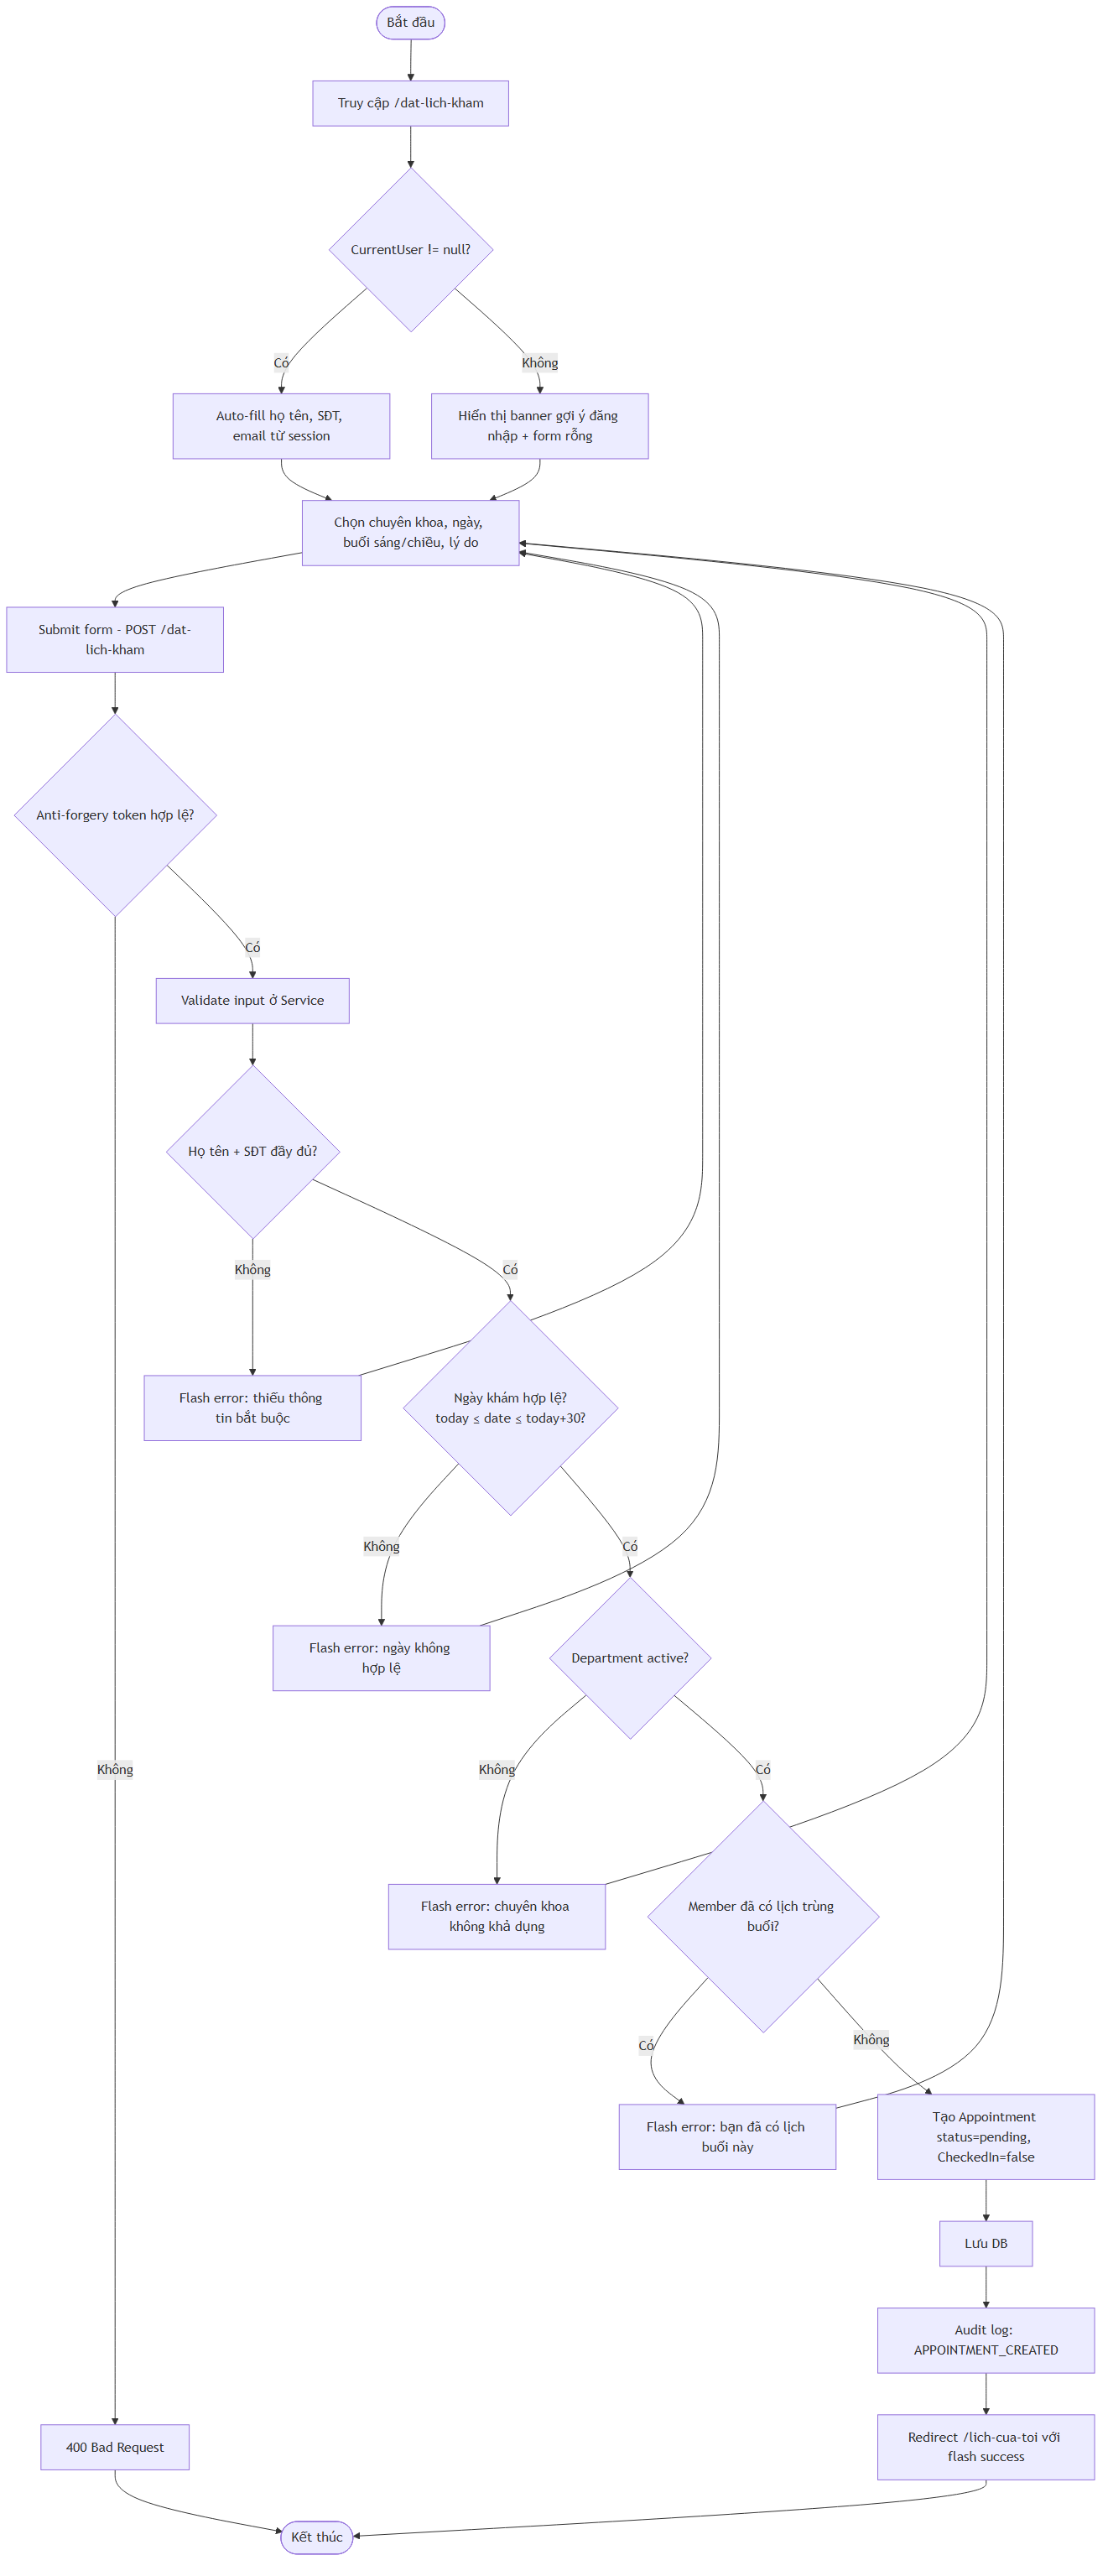 Bắt đầu
Truy cập /dat-lich-kham
CurrentUser != null?
Có
Không
Auto-fill họ tên, SĐT,
email từ session
Hiển thị banner gợi ý đăng
nhập + form rỗng
Chọn chuyên khoa, ngày,
buổi sáng/chiều, lý do
Submit form - POST /dat-
lich-kham
Anti-forgery token hợp lệ?
Có
Validate input ở Service
Họ tên + SĐT đầy đủ?
Không
Có
Flash error: thiếu thông
tin bắt buộc
Ngày khám hợp lệ?
today ≤ date ≤ today+30?
Không
Có
Flash error: ngày không
hợp lệ
Department active?
Không
Không
Có
Flash error: chuyên khoa
không khả dụng
Member đã có lịch trùng
buổi?
Có
Không
Flash error: bạn đã có lịch
buổi này
Tạo Appointment
status=pending,
CheckedIn=false
Lưu DB
Audit log:
APPOINTMENT_CREATED
400 Bad Request
Redirect /lich-cua-toi với
flash success
Kết thúc